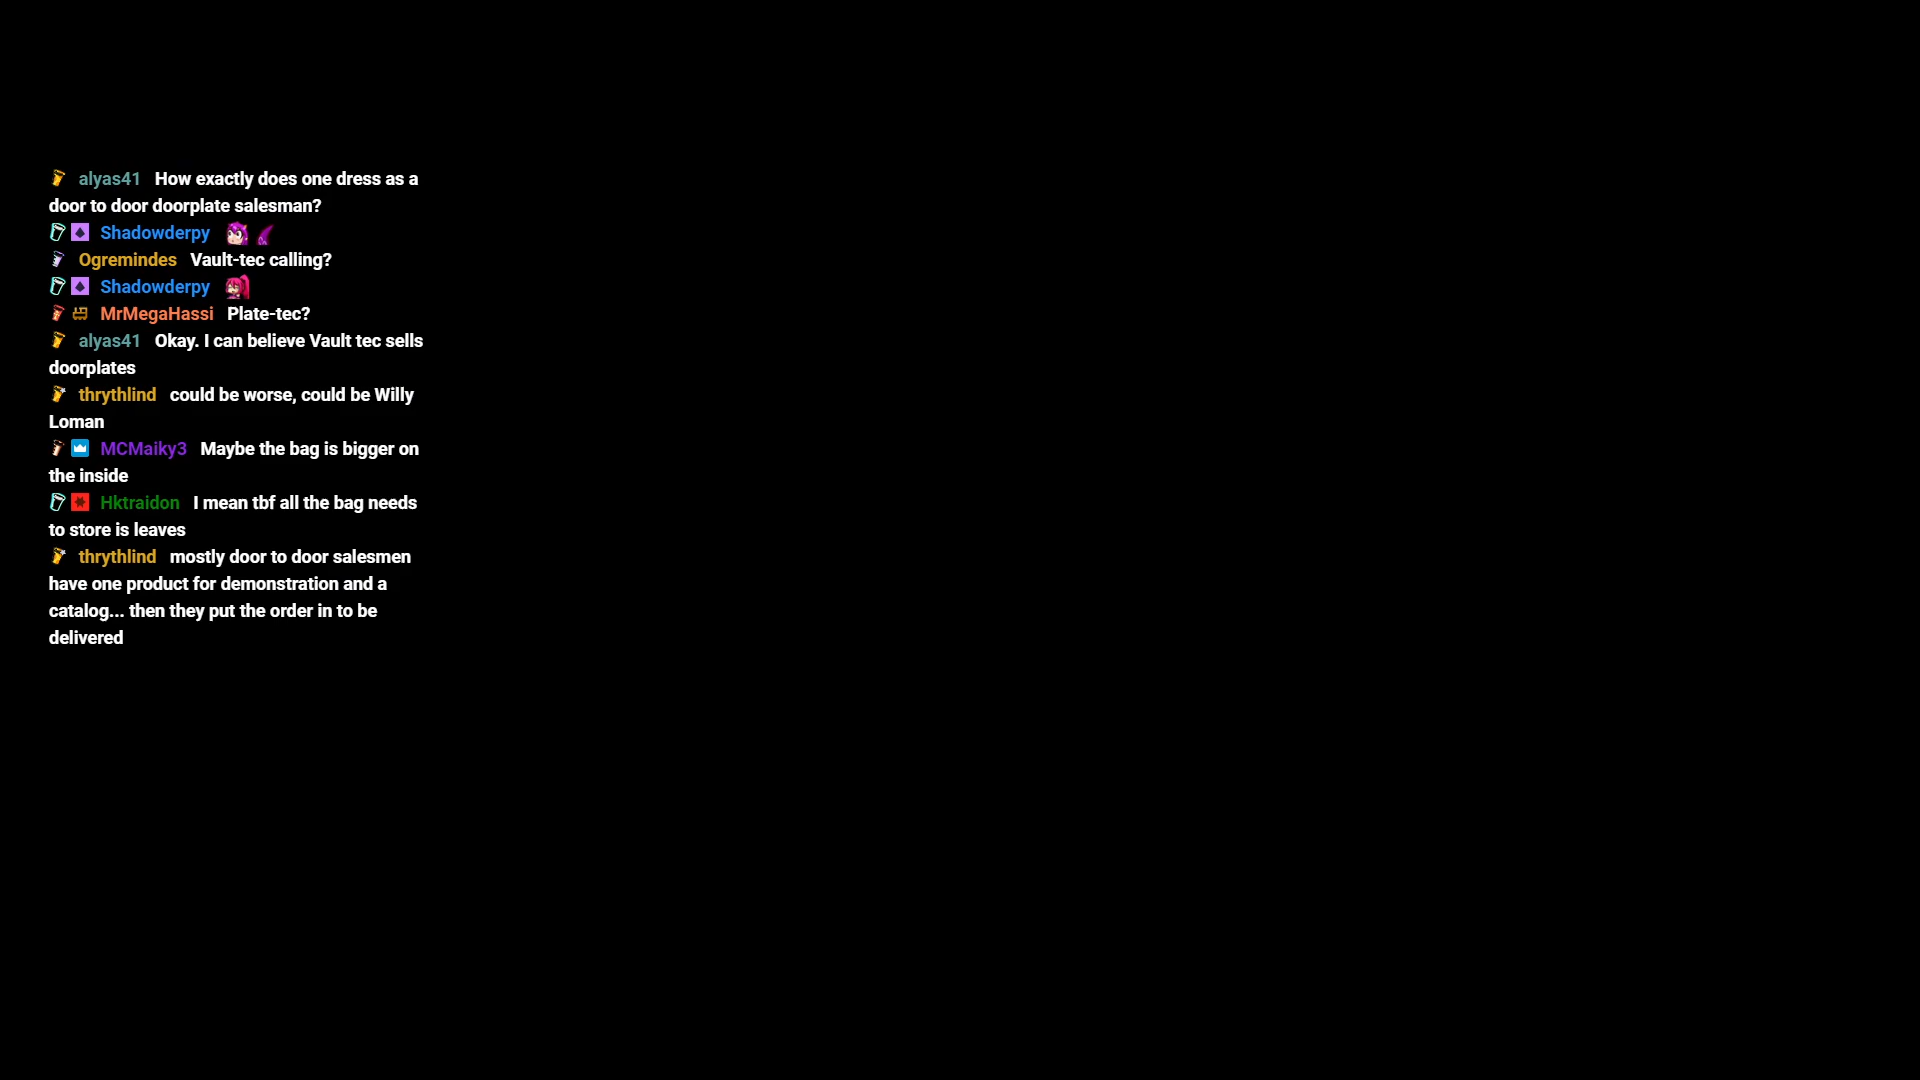 alyas41 How exactly does one dress as a
door to door doorplate salesman?
Shadowderpy
Ogremindes Vault-tec calling?
Shadowderpy
MrMegaHassi Plate-tec?
alyas41 Okay. I can believe Vault tec sells
doorplates
thrythlind could be worse, could be Willy
Loman
MCMaiky3 Maybe the bag is bigger on
the inside
Hktraidon I mean tbf all the bag needs
to store is leaves
thrythlind mostly door to door salesmen
have one product for demonstration and a
catalog... then they put the order in to be
delivered